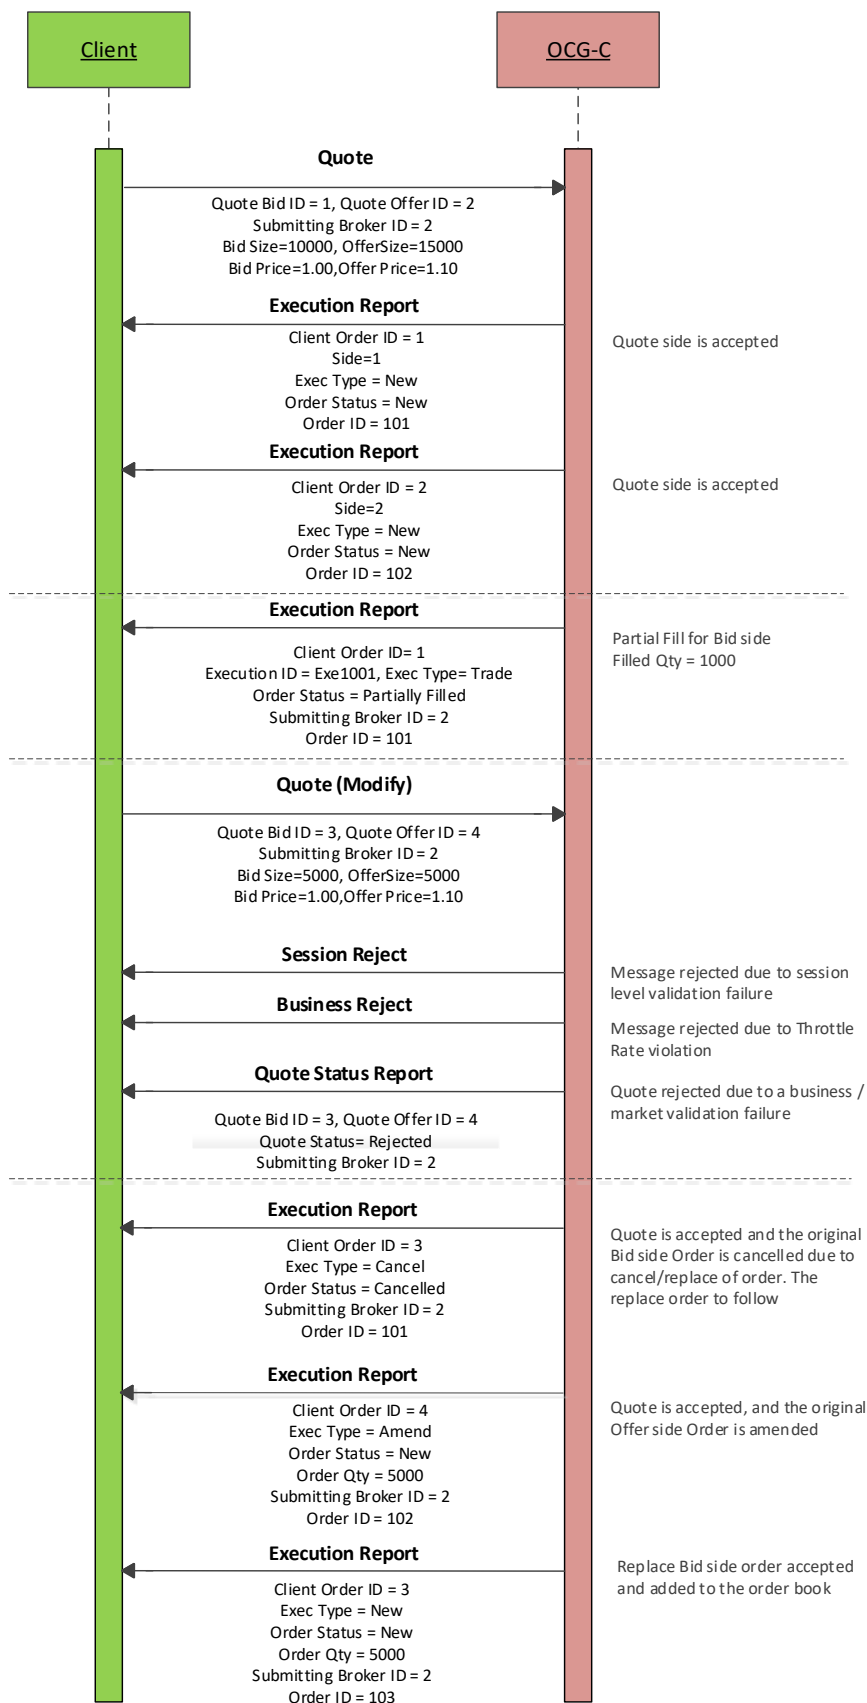 Client
OCG-C
Quote
Quote Bid ID = 1, Quote Offer ID = 2
Submitting Broker ID = 2
Bid Size=10000, OfferSize=15000
Bid Price=1.00,Offer Price=1.10
Execution Report
Client Order ID = 1
Side=1
Exec Type = New
Order Status = New
Order ID = 101
Quote side is accepted
Execution Report
Client Order ID = 2
Side=2
Exec Type = New
Order Status = New
Order ID = 102
Quote side is accepted
Execution Report
Client Order ID= 1
Execution ID = Exe1001, Exec Type= Trade
Order Status = Partially Filled
Submitting Broker ID = 2
Order ID = 101
Partial Fill for Bid side
Filled Qty = 1000
Quote (Modify)
Quote Bid ID = 3, Quote Offer ID = 4
Submitting Broker ID = 2
Bid Size=5000, OfferSize=5000
Bid Price=1.00,Offer Price=1.10
Session Reject
Message rejected due to session
level validation failure
Business Reject
Message rejected due to Throttle
Rate violation
Quote Status Report
Quote Bid ID = 3, Quote Offer ID = 4
Quote Status= Rejected
Submitting Broker ID = 2
Quote rejected due to a business /
market validation failure
Execution Report
Client Order ID = 3
Exec Type = Cancel
Order Status = Cancelled
Submitting Broker ID = 2
Order ID = 101
Quote is accepted and the original
Bid side Order is cancelled due to
cancel/replace of order. The
replace order to follow
Execution Report
Client Order ID = 4
Exec Type = Amend
Order Status = New
Order Qty = 5000
Submitting Broker ID = 2
Order ID = 102
Quote is accepted, and the original
Offer side Order is amended
Execution Report
Client Order ID = 3
Exec Type = New
Order Status = New
Order Qty = 5000
Submitting Broker ID = 2
Order ID = 103
Replace Bid side order accepted
and added to the order book